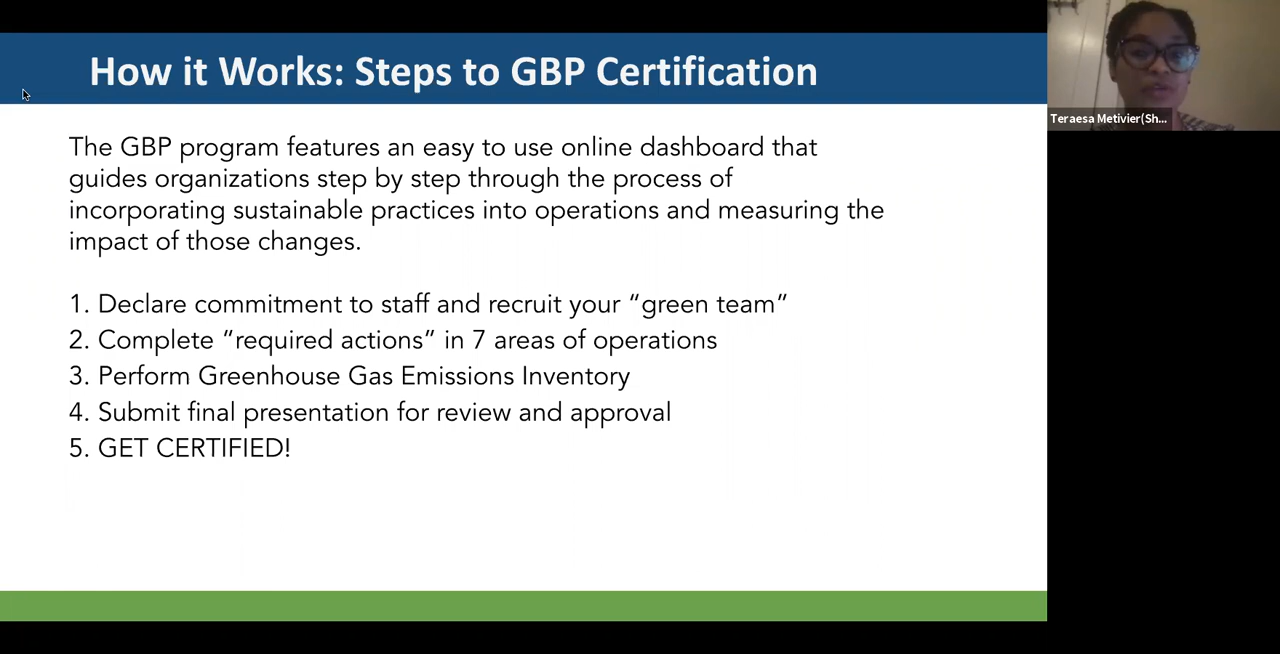 How it Works: Steps to GBP Certification
Teraesa Metivier(Sh...
The GBP program features an easy to use online dashboard that
guides organizations step by step through the process of
incorporating sustainable practices into operations and measuring the
impact of those changes.
1. Declare commitment to staff and recruit your “green team”
2. Complete “required actions” in 7 areas of operations
3. Perform Greenhouse Gas Emissions Inventory
4. Submit final presentation for review and approval
5. GET CERTIFIED!